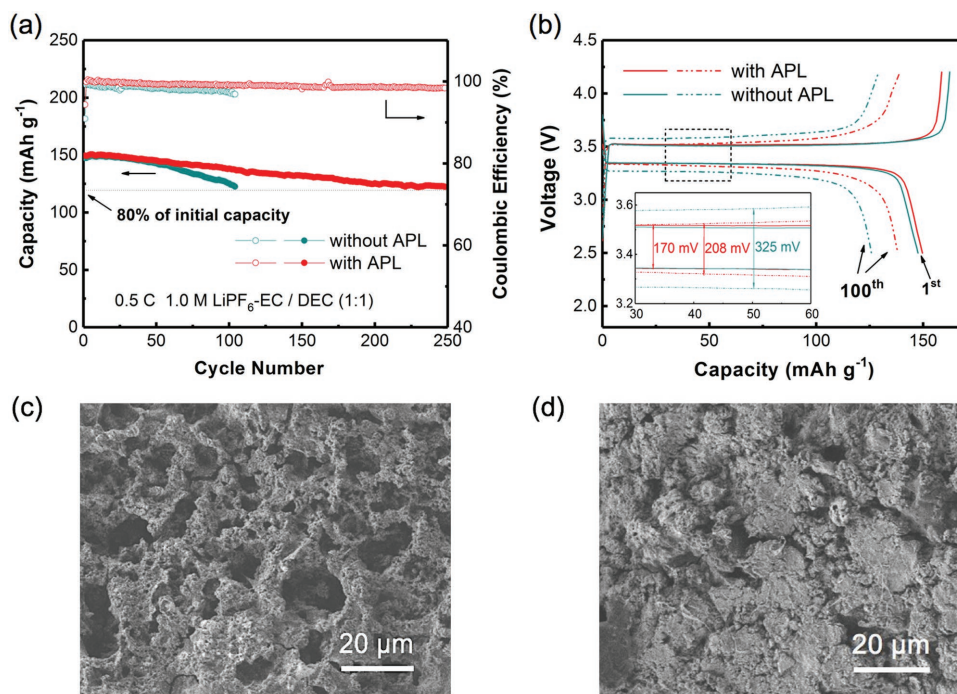 (a)
250
200
150
100
50
0
Capacity (mAh g⁻¹)
100
80
60
40
Coulombic Efficiency (%)
80% of initial capacity
without APL
with APL
0.5 C 1.0 M LiPF₆-EC / DEC (1:1)
0 50 100 150 200 250
Cycle Number
(b)
4.5
4.0
3.5
3.0
2.5
2.0
1.5
Voltage (V)
with APL
without APL
3.6
3.4
3.2
170 mV 208 mV 325 mV
30 40 50 60
100ᵗʰ 1ˢᵗ
0 50 100 150
Capacity (mAh g⁻¹)
(c)
20 µm
(d)
20 µm